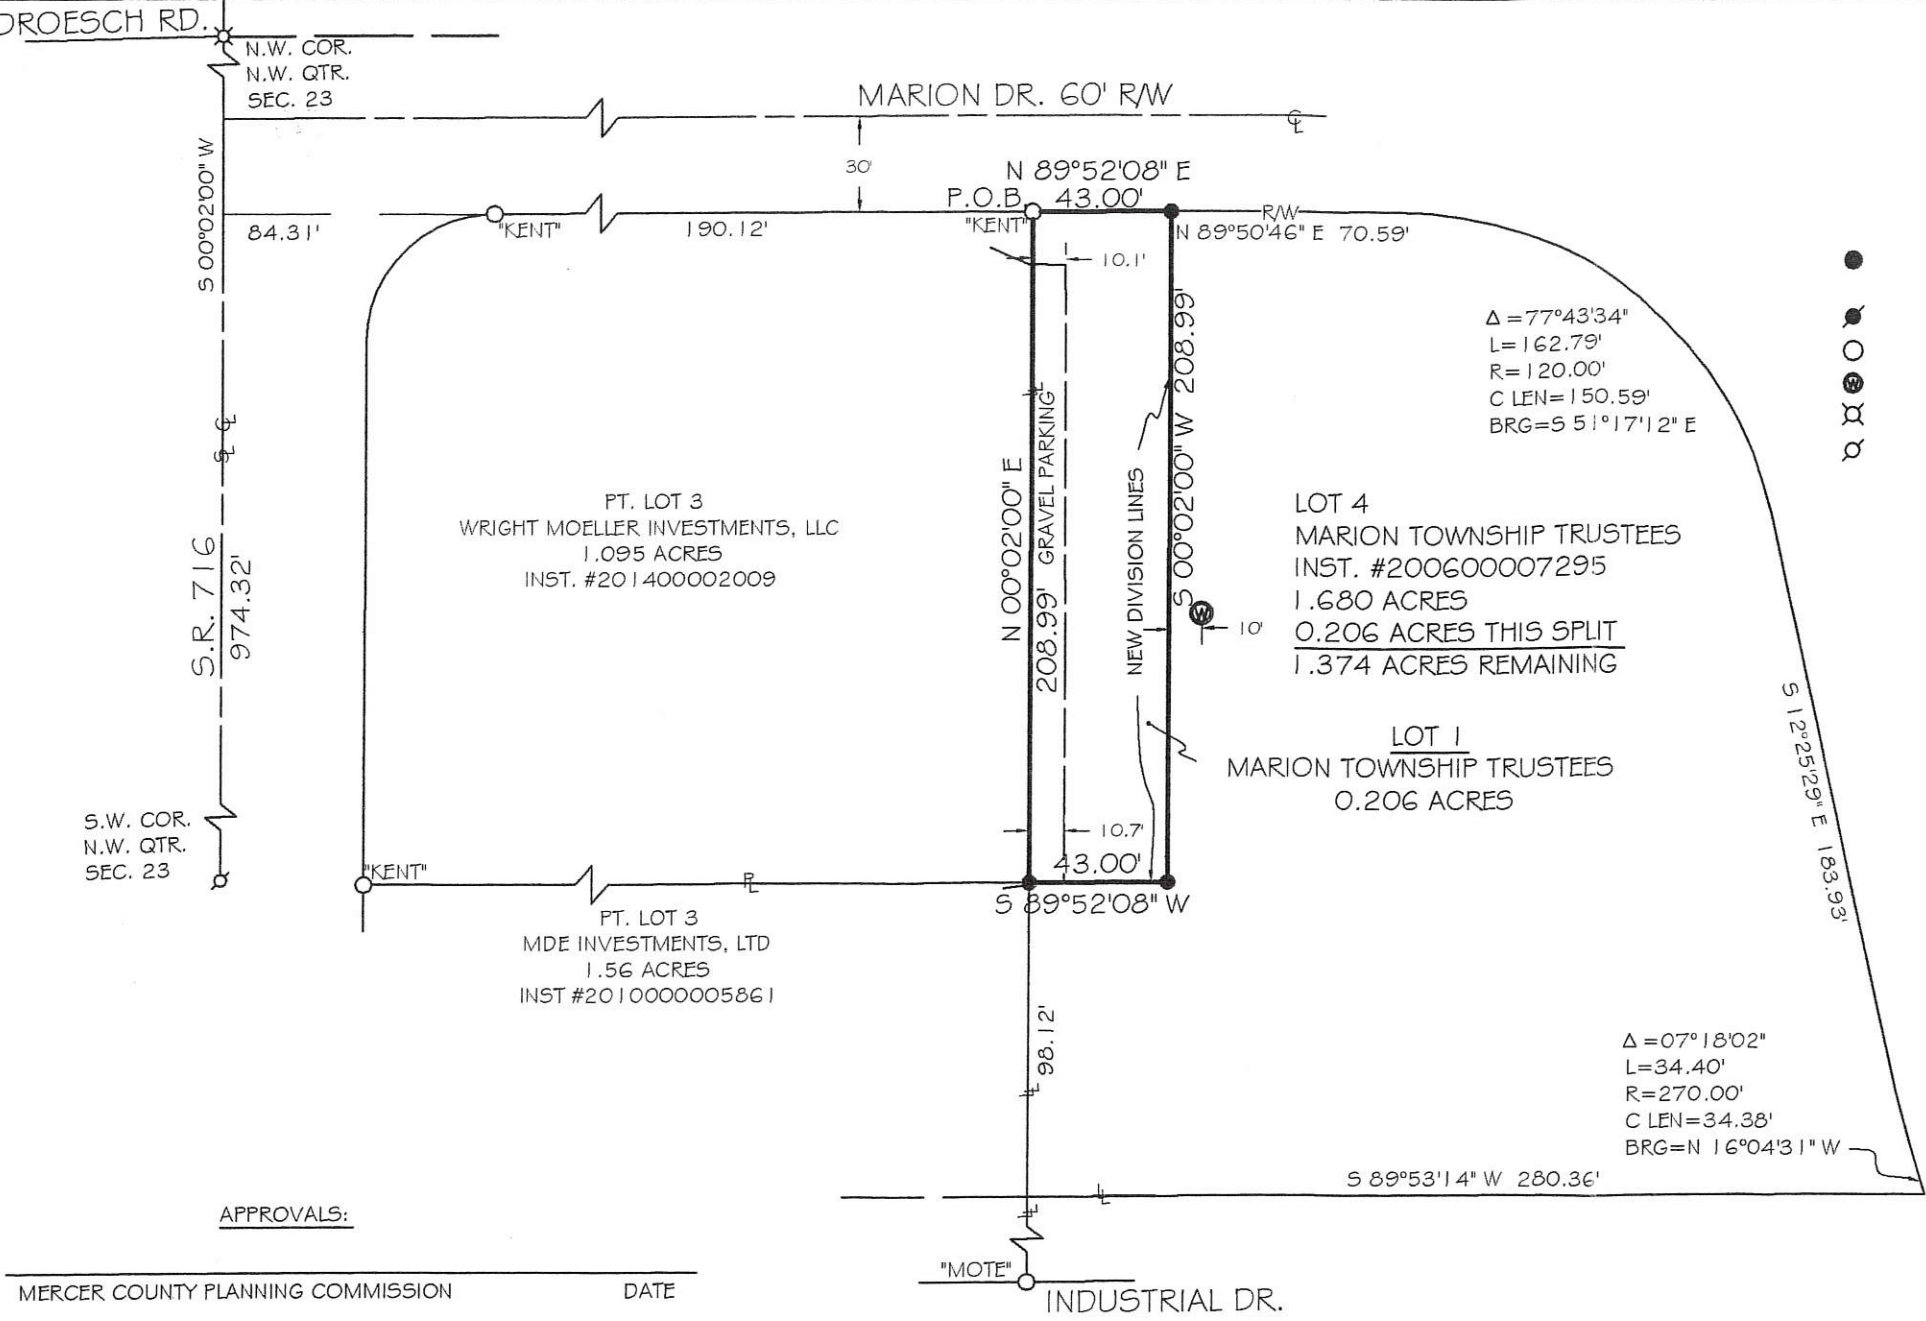 DROESCH RD.
N.W. COR.
N.W. QTR.
SEC. 23
MARION DR. 60' R/W
℄
30'
N 89°52'08" E
P.O.B.
43.00'
"KENT"
84.31'
"KENT"
190.12'
R/W
N 89°50'46" E 70.59'
S 00°02'00" W
10.1'
Δ =77°43'34"
L=162.79'
R=120.00'
C LEN=150.59'
BRG=S 51°17'12" E
W
S 00°02'00" W 208.99'
GRAVEL PARKING
NEW DIVISION LINES
N 00°02'00" E
208.99'
PT. LOT 3
WRIGHT MOELLER INVESTMENTS, LLC
1.095 ACRES
INST. #201400002009
LOT 4
MARION TOWNSHIP TRUSTEES
INST. #200600007295
1.680 ACRES
0.206 ACRES THIS SPLIT
1.374 ACRES REMAINING
W
10'
S.R. 716
974.32'
℄
LOT 1
MARION TOWNSHIP TRUSTEES
0.206 ACRES
S 12°25'29" E 183.93'
S.W. COR.
N.W. QTR.
SEC. 23
10.7'
43.00'
"KENT"
S 89°52'08" W
PT. LOT 3
MDE INVESTMENTS, LTD
1.56 ACRES
INST #201000005861
98.12'
Δ =07°18'02"
L=34.40'
R=270.00'
C LEN=34.38'
BRG=N 16°04'31" W
S 89°53'14" W 280.36'
APPROVALS:
MERCER COUNTY PLANNING COMMISSION DATE
"MOTE"
INDUSTRIAL DR.